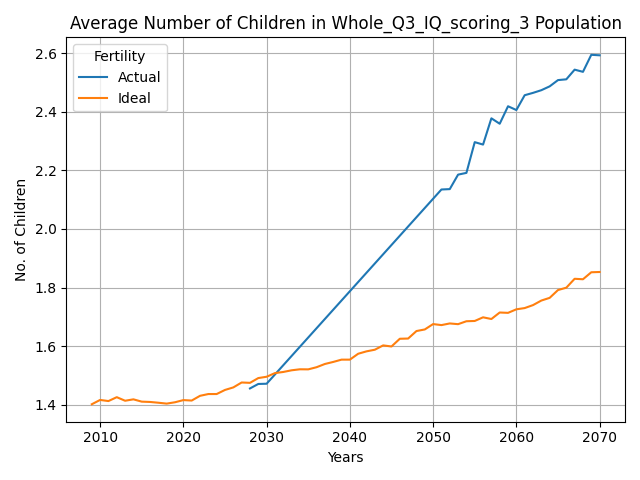 Average Number of Children in Whole_Q3_IQ_scoring_3 Population
Fertility
Actual
Ideal
No. of Children
2.6
2.4
2.2
2.0
1.8
1.6
1.4
2010 2020 2030 2040 2050 2060 2070
Years